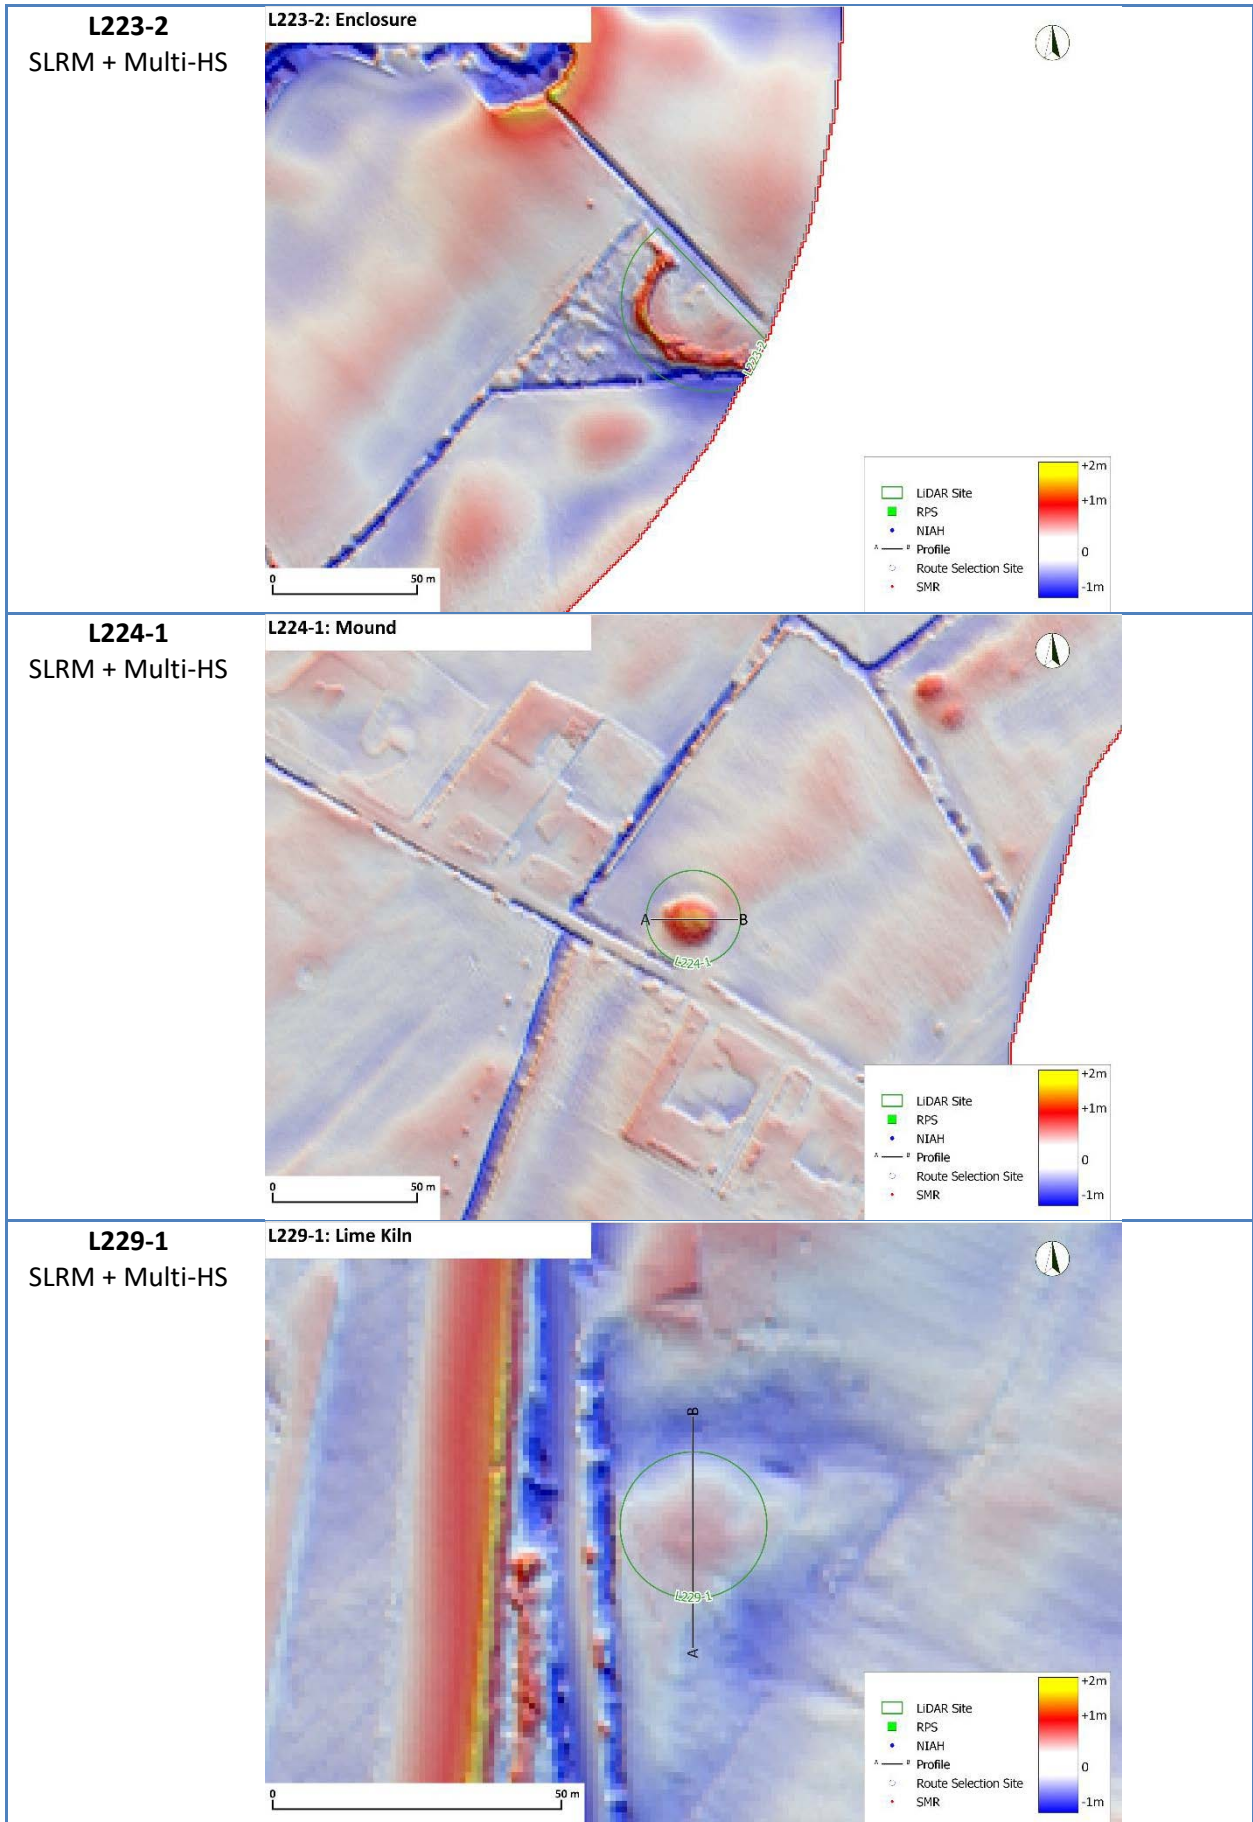 L223-2
SLRM + Multi-HS
L223-2: Enclosure
L223-2
LiDAR Site
RPS
NIAH
A B Profile
Route Selection Site
SMR
+2m
+1m
0
-1m
0 50 m
L224-1
SLRM + Multi-HS
L224-1: Mound
A B
L224-1
LiDAR Site
RPS
NIAH
A B Profile
Route Selection Site
SMR
+2m
+1m
0
-1m
0 50 m
L229-1
SLRM + Multi-HS
L229-1: Lime Kiln
B
L229-1
A
LiDAR Site
RPS
NIAH
A B Profile
Route Selection Site
SMR
+2m
+1m
0
-1m
0 50 m